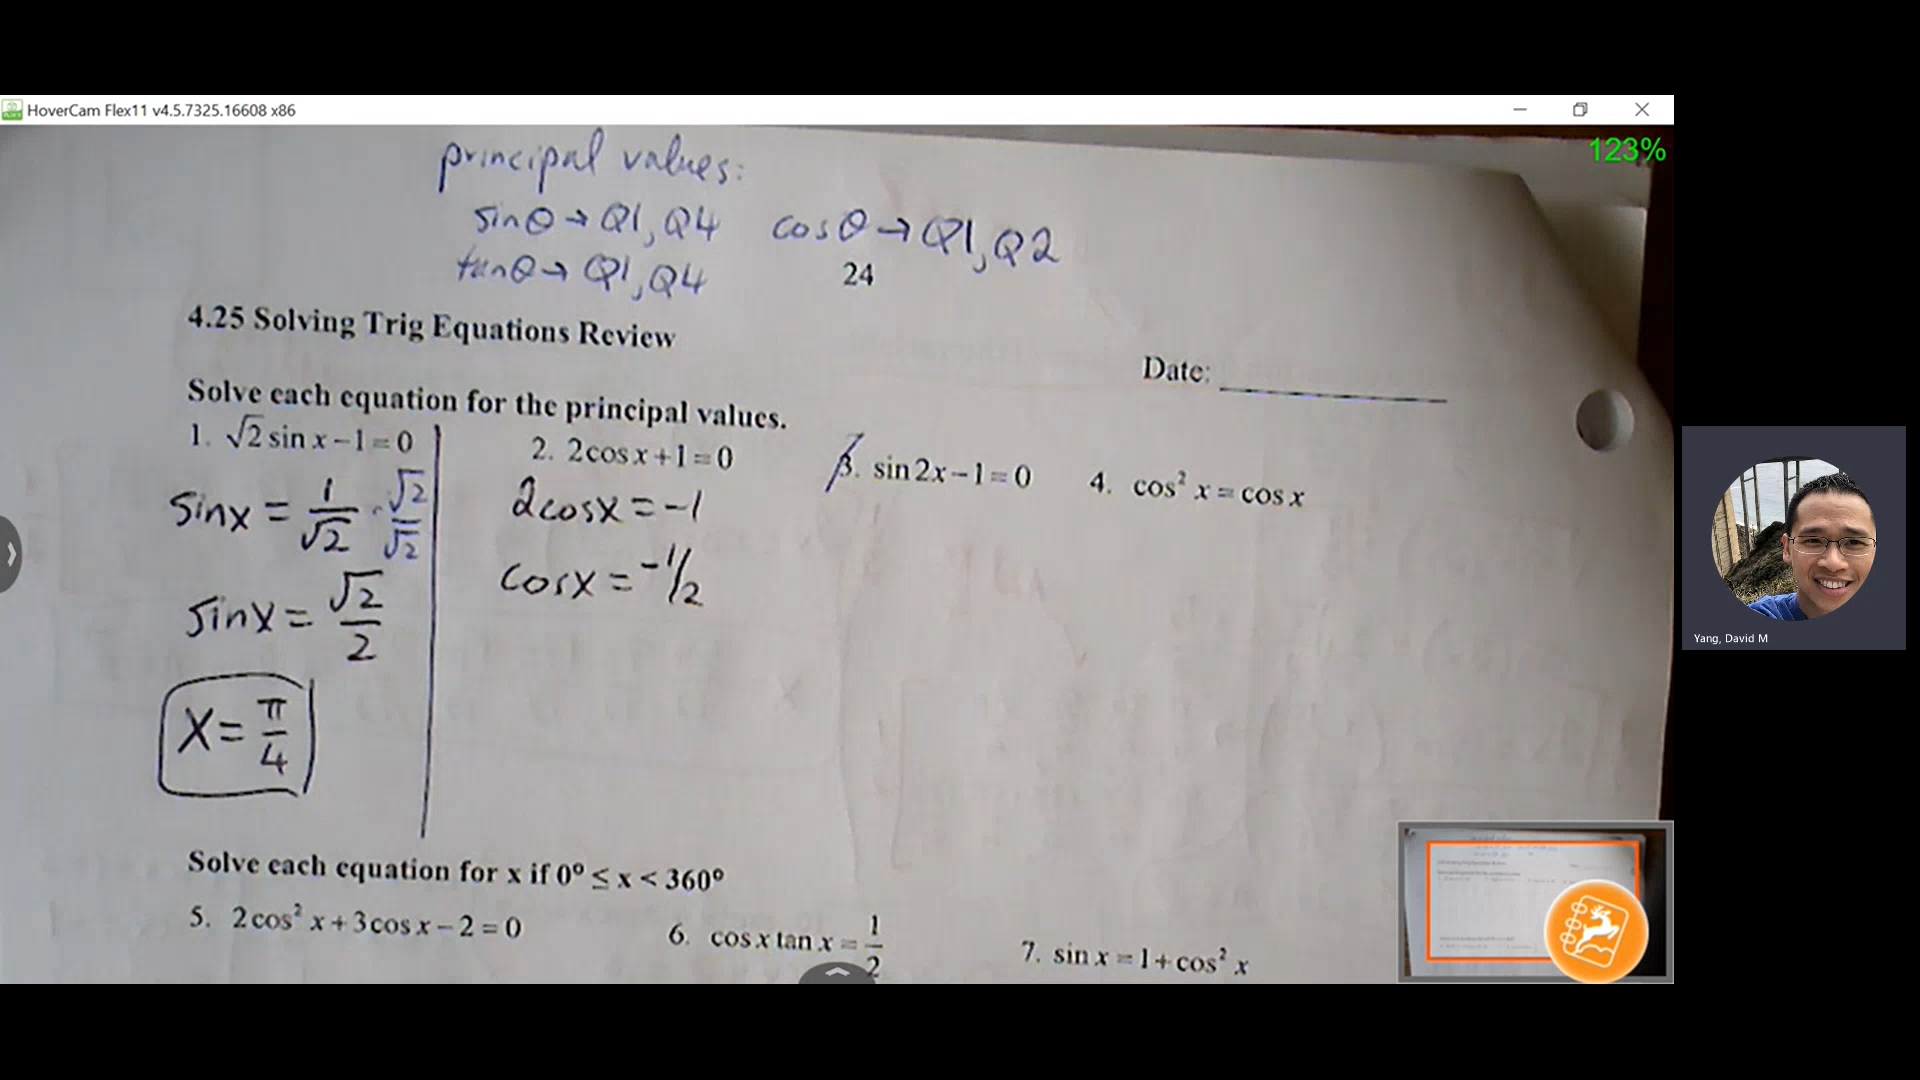 HoverCam Flex11 v4.5.7325.16608 x86
123%
principal values:
sinθ → Q1, Q4 cosθ → Q1, Q2
tanθ → Q1, Q4
24
4.25 Solving Trig Equations Review
Date:
Solve each equation for the principal values.
1. √2 sin x − 1 = 0
sinx = 1/√2 · √2/√2
sinx = √2/2
x = π/4
2. 2cos x + 1 = 0
2cosx = −1
cosx = −1/2
3. sin 2x − 1 = 0
4. cos² x = cos x
Solve each equation for x if 0º ≤ x < 360º
5. 2cos² x + 3cos x − 2 = 0
6. cos x tan x = 1/2
7. sin x = 1 + cos² x
Yang, David M